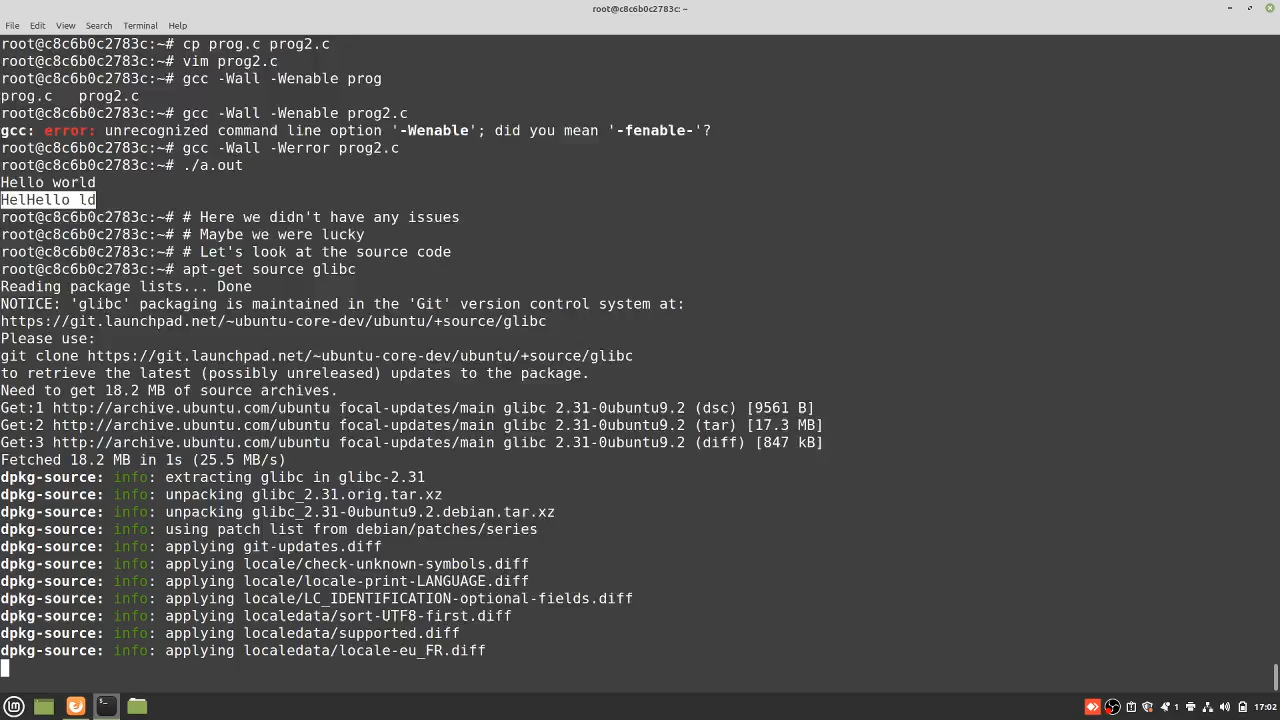 root@c8c6b0c2783c: ~
File Edit View Search Terminal Help
root@c8c6b0c2783c:~# cp prog.c prog2.c
root@c8c6b0c2783c:~# vim prog2.c
root@c8c6b0c2783c:~# gcc -Wall -Wenable prog
prog.c   prog2.c
root@c8c6b0c2783c:~# gcc -Wall -Wenable prog2.c
gcc: error: unrecognized command line option '-Wenable'; did you mean '-fenable-'?
root@c8c6b0c2783c:~# gcc -Wall -Werror prog2.c
root@c8c6b0c2783c:~# ./a.out
Hello world
HelHello ld
root@c8c6b0c2783c:~# # Here we didn't have any issues
root@c8c6b0c2783c:~# # Maybe we were lucky
root@c8c6b0c2783c:~# # Let's look at the source code
root@c8c6b0c2783c:~# apt-get source glibc
Reading package lists... Done
NOTICE: 'glibc' packaging is maintained in the 'Git' version control system at:
https://git.launchpad.net/~ubuntu-core-dev/ubuntu/+source/glibc
Please use:
git clone https://git.launchpad.net/~ubuntu-core-dev/ubuntu/+source/glibc
to retrieve the latest (possibly unreleased) updates to the package.
Need to get 18.2 MB of source archives.
Get:1 http://archive.ubuntu.com/ubuntu focal-updates/main glibc 2.31-0ubuntu9.2 (dsc) [9561 B]
Get:2 http://archive.ubuntu.com/ubuntu focal-updates/main glibc 2.31-0ubuntu9.2 (tar) [17.3 MB]
Get:3 http://archive.ubuntu.com/ubuntu focal-updates/main glibc 2.31-0ubuntu9.2 (diff) [847 kB]
Fetched 18.2 MB in 1s (25.5 MB/s)
dpkg-source: info: extracting glibc in glibc-2.31
dpkg-source: info: unpacking glibc_2.31.orig.tar.xz
dpkg-source: info: unpacking glibc_2.31-0ubuntu9.2.debian.tar.xz
dpkg-source: info: using patch list from debian/patches/series
dpkg-source: info: applying git-updates.diff
dpkg-source: info: applying locale/check-unknown-symbols.diff
dpkg-source: info: applying locale/locale-print-LANGUAGE.diff
dpkg-source: info: applying locale/LC_IDENTIFICATION-optional-fields.diff
dpkg-source: info: applying localedata/sort-UTF8-first.diff
dpkg-source: info: applying localedata/supported.diff
dpkg-source: info: applying localedata/locale-eu_FR.diff
1 17:02